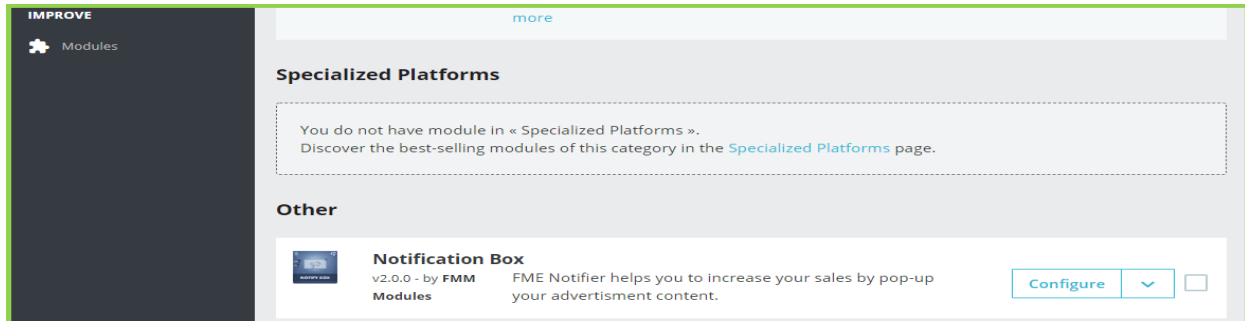 IMPROVE
Modules
more
Specialized Platforms
You do not have module in « Specialized Platforms ».
Discover the best-selling modules of this category in the Specialized Platforms page.
Other
Notification Box
v2.0.0 - by FMM Modules
FME Notifier helps you to increase your sales by pop-up
your advertisment content.
Configure
NOTIFY BOX